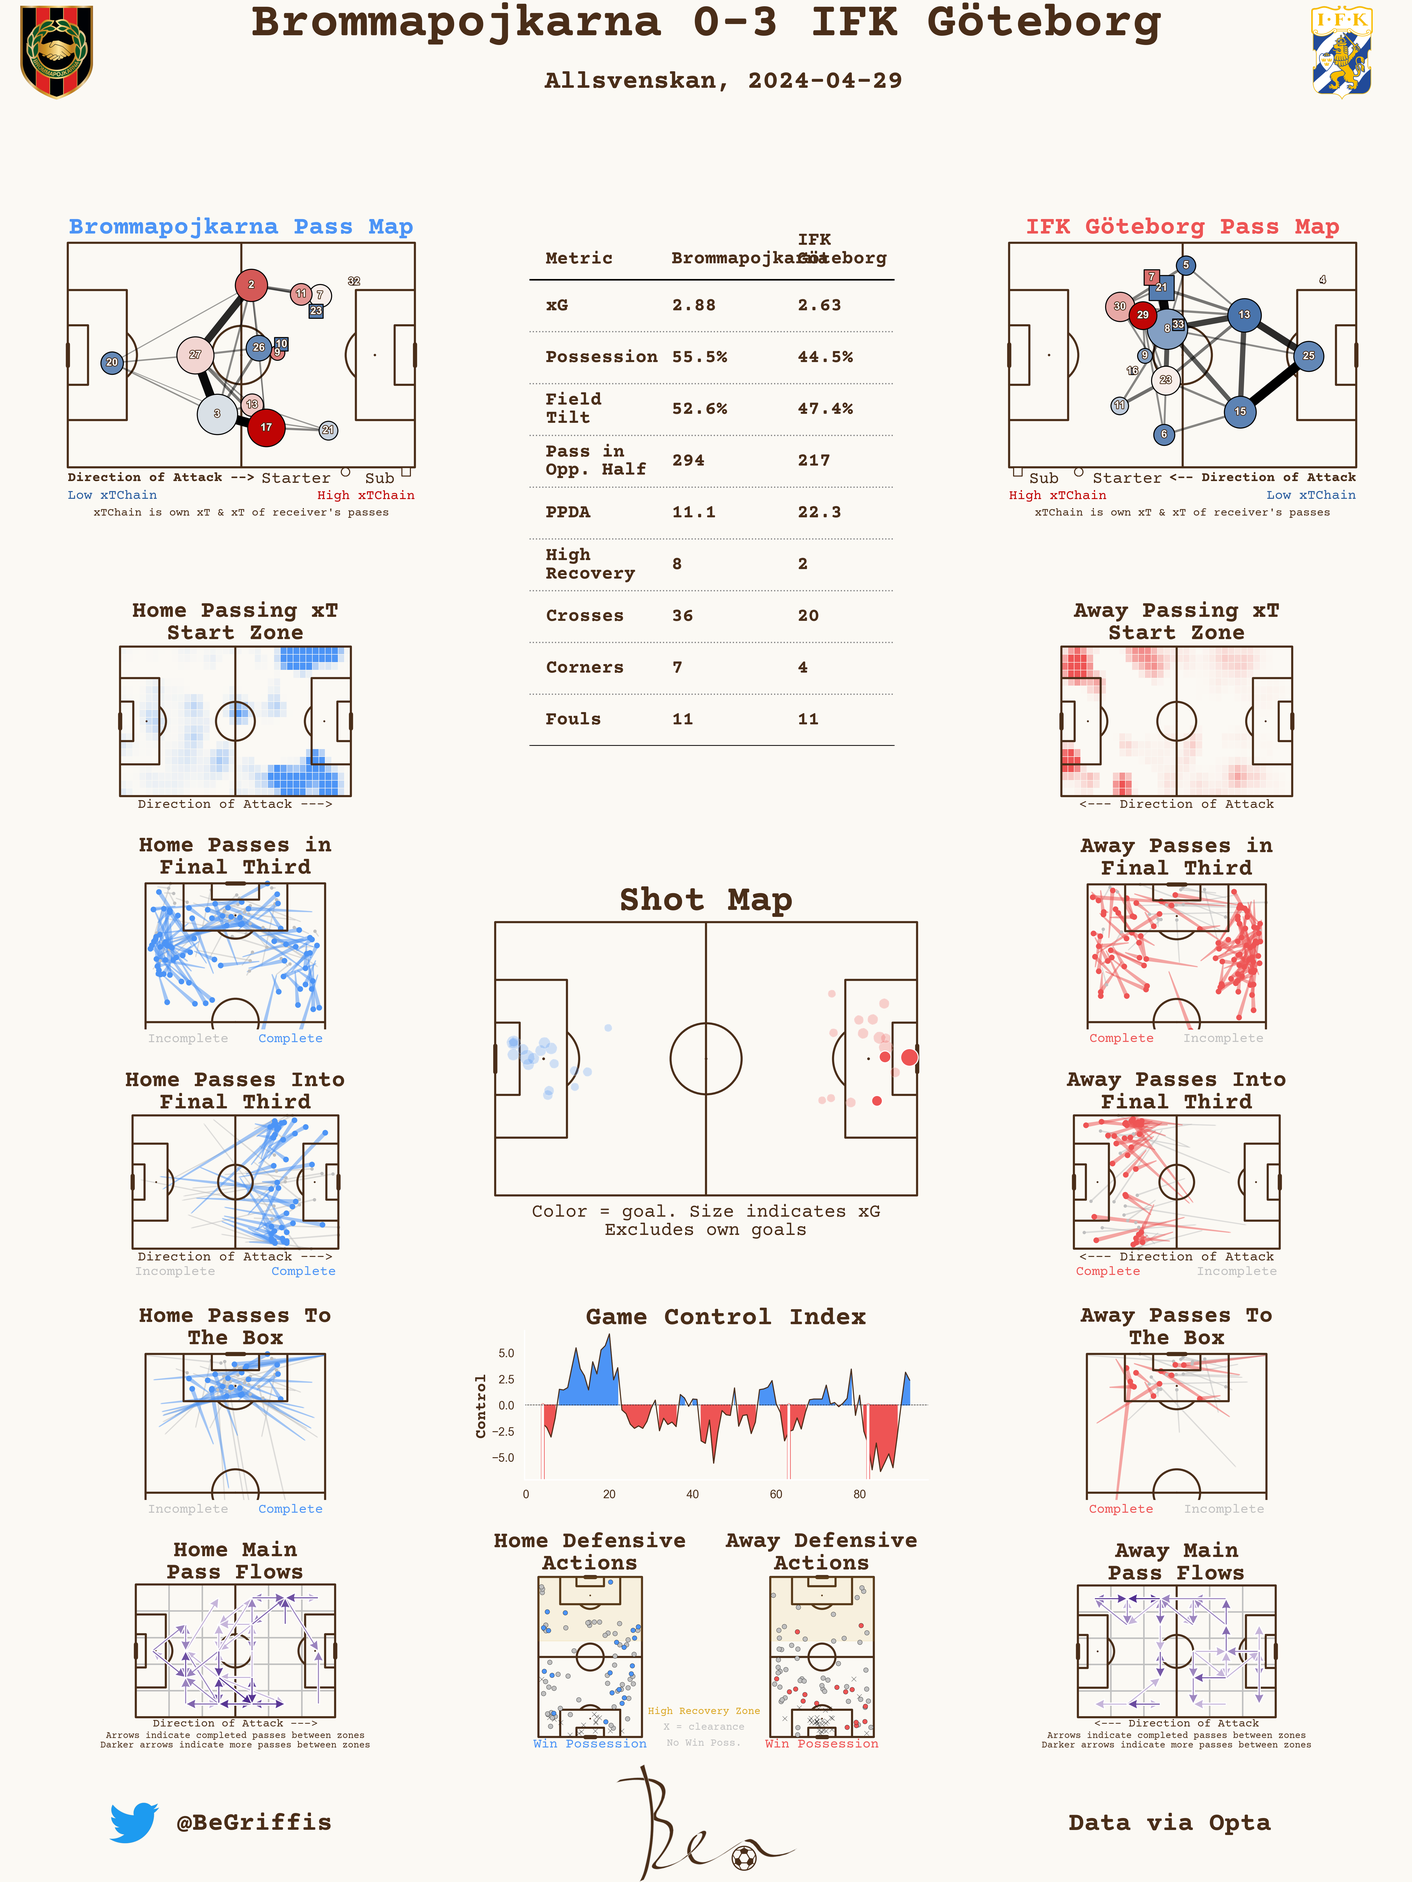 Brommapojkarna 0-3 IFK Göteborg
Allsvenskan, 2024-04-29
I·F·K
Brommapojkarna Pass Map
2
11
7
32
23
20
27
26
10
9
3
13
17
21
Direction of Attack --> Starter Sub
Low xTChain High xTChain
xTChain is own xT & xT of receiver's passes
Metric Brommapojkarna IFK Göteborg
xG 2.88 2.63
Possession 55.5% 44.5%
Field
Tilt 52.6% 47.4%
Pass in
Opp. Half 294 217
PPDA 11.1 22.3
High
Recovery 8 2
Crosses 36 20
Corners 7 4
Fouls 11 11
IFK Göteborg Pass Map
5
7
21
4
30
29
8
33
13
9
16
23
25
11
6
15
Sub Starter <-- Direction of Attack
High xTChain Low xTChain
xTChain is own xT & xT of receiver's passes
Home Passing xT
Start Zone
Direction of Attack --->
Away Passing xT
Start Zone
<--- Direction of Attack
Home Passes in
Final Third
Incomplete Complete
Shot Map
Color = goal. Size indicates xG
Excludes own goals
Away Passes in
Final Third
Complete Incomplete
Home Passes Into
Final Third
Direction of Attack --->
Incomplete Complete
Away Passes Into
Final Third
<--- Direction of Attack
Complete Incomplete
Home Passes To
The Box
Incomplete Complete
Game Control Index
Control
5.0
2.5
0.0
−2.5
−5.0
0 20 40 60 80
Away Passes To
The Box
Complete Incomplete
Home Main
Pass Flows
Direction of Attack --->
Arrows indicate completed passes between zones
Darker arrows indicate more passes between zones
Home Defensive
Actions
Win Possession
Away Defensive
Actions
Win Possession
High Recovery Zone
X = clearance
No Win Poss.
Away Main
Pass Flows
<--- Direction of Attack
Arrows indicate completed passes between zones
Darker arrows indicate more passes between zones
@BeGriffis
Ben
Data via Opta